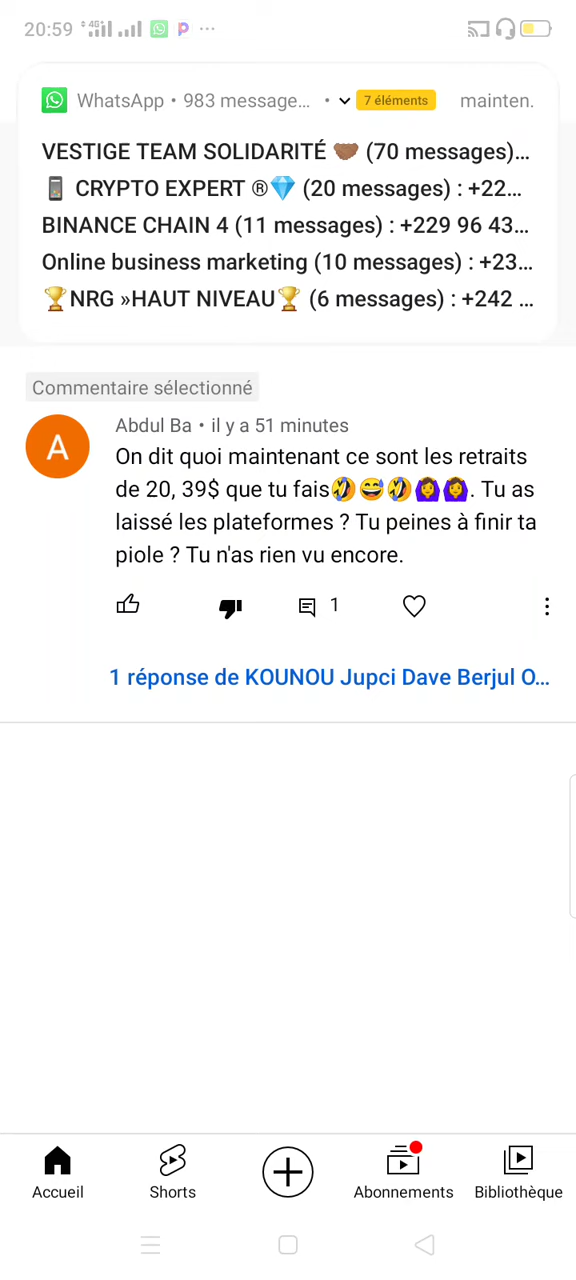 20:59 4G ...
WhatsApp • 983 message... • 7 éléments mainten.
VESTIGE TEAM SOLIDARITÉ 🤝🏾 (70 messages)...
📱 CRYPTO EXPERT ®💎 (20 messages) : +22...
BINANCE CHAIN 4 (11 messages) : +229 96 43...
Online business marketing (10 messages) : +23...
🏆NRG »HAUT NIVEAU🏆 (6 messages) : +242 ...
Commentaire sélectionné
A
Abdul Ba • il y a 51 minutes
On dit quoi maintenant ce sont les retraits
de 20, 39$ que tu fais🤣😅🤣🙆‍♀️🙆‍♀️. Tu as
laissé les plateformes ? Tu peines à finir ta
piole ? Tu n'as rien vu encore.
1
1 réponse de KOUNOU Jupci Dave Berjul O...
Accueil Shorts Abonnements Bibliothèque